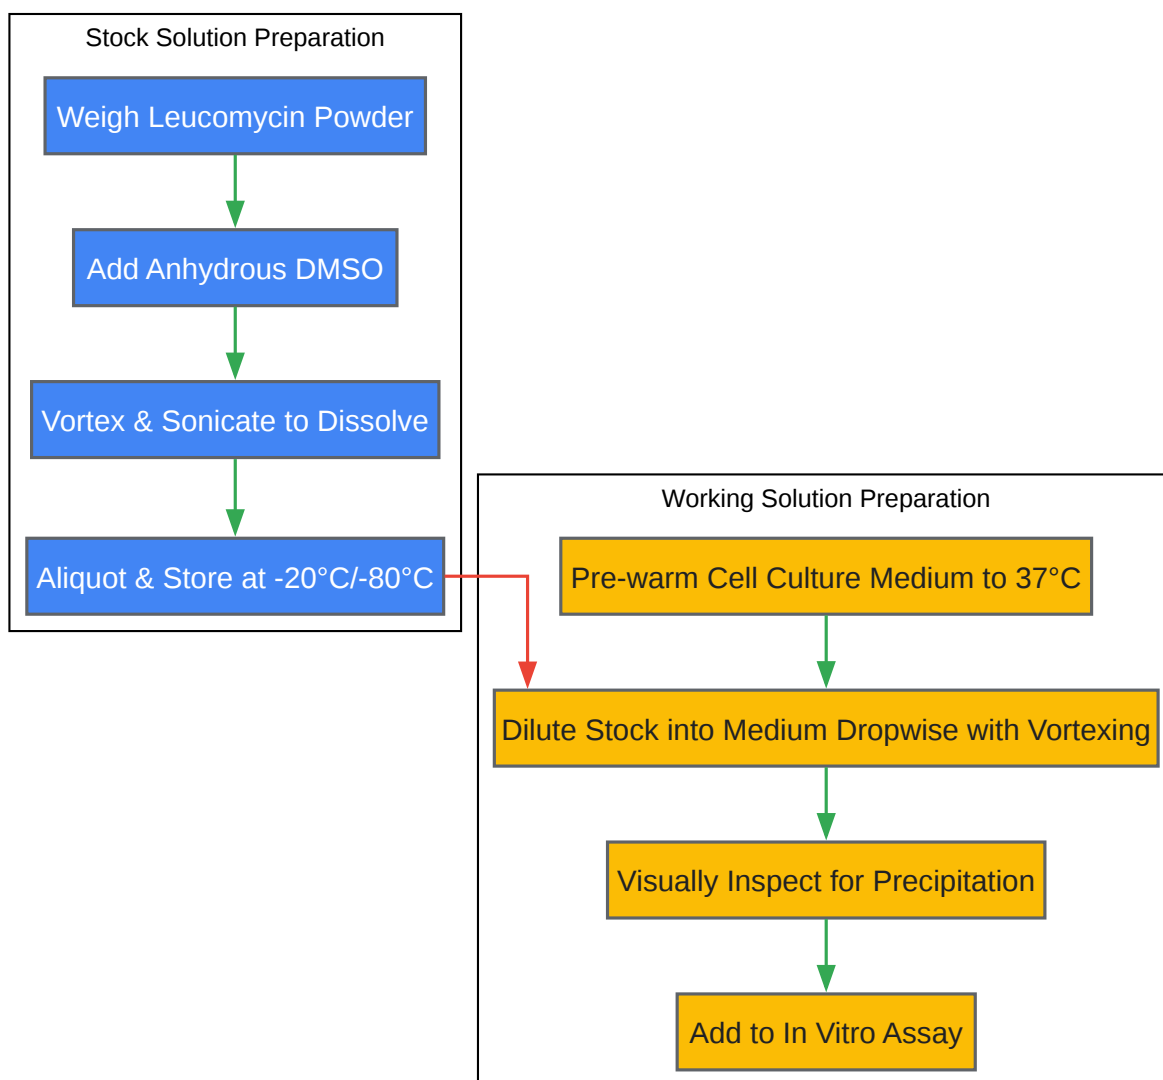 Stock Solution Preparation
Weigh Leucomycin Powder
Add Anhydrous DMSO
Vortex & Sonicate to Dissolve
Aliquot & Store at -20°C/-80°C
Working Solution Preparation
Pre-warm Cell Culture Medium to 37°C
Dilute Stock into Medium Dropwise with Vortexing
Visually Inspect for Precipitation
Add to In Vitro Assay